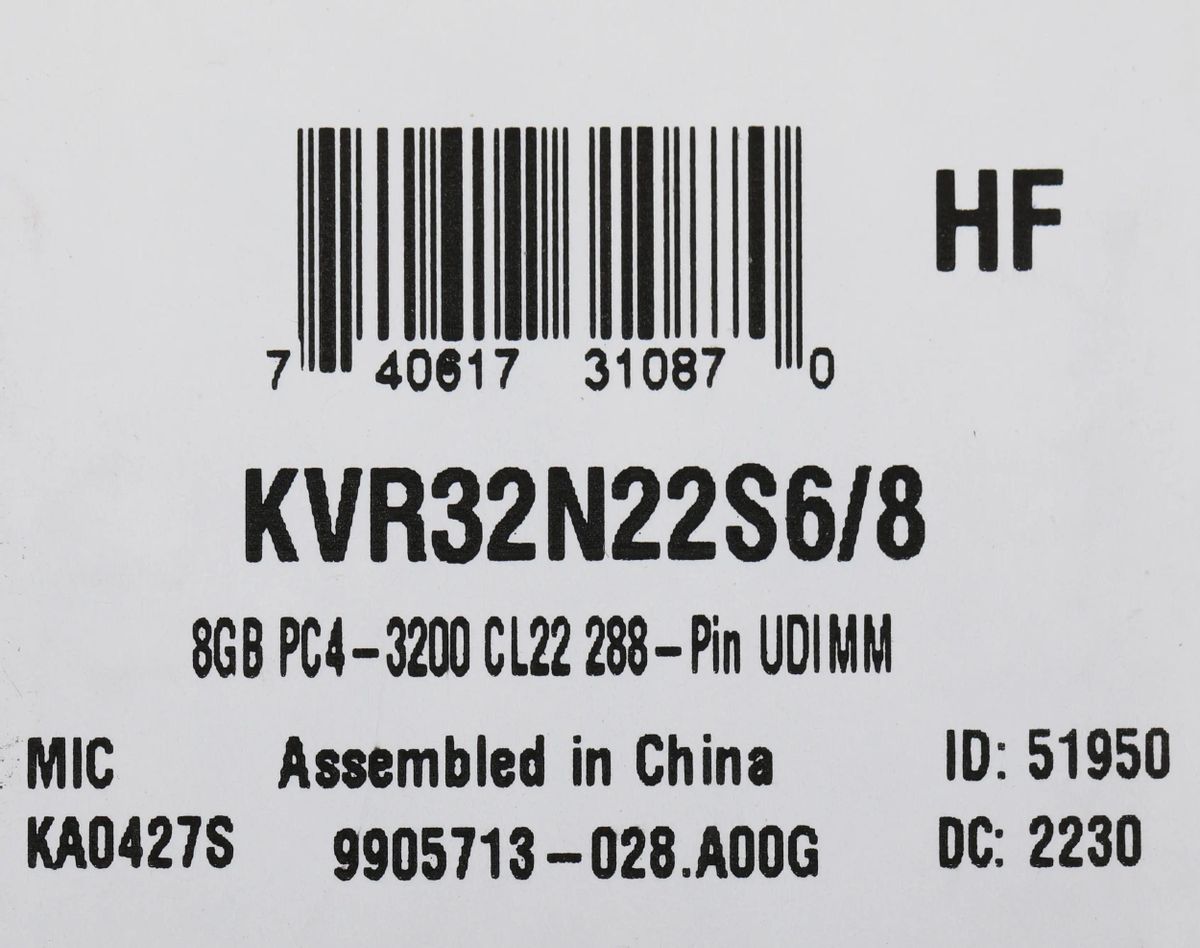 HF
7 40617 31087 0
KVR32N22S6/8
8GB PC4-3200 CL22 288-Pin UDIMM
MIC Assembled in China ID: 51950
KA0427S 9905713-028.A00G DC: 2230